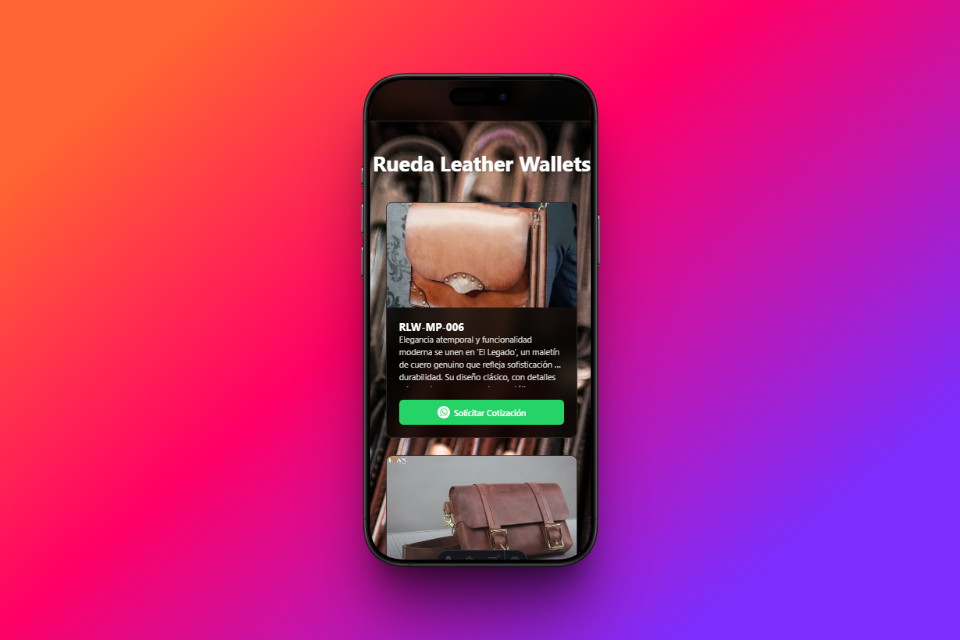 Rueda Leather Wallets
RLW-MP-006
Elegancia atemporal y funcionalidad
moderna se unen en 'El Legado', un maletín
de cuero genuino que refleja sofisticación ...
durabilidad. Su diseño clásico, con detalles
Solicitar Cotización